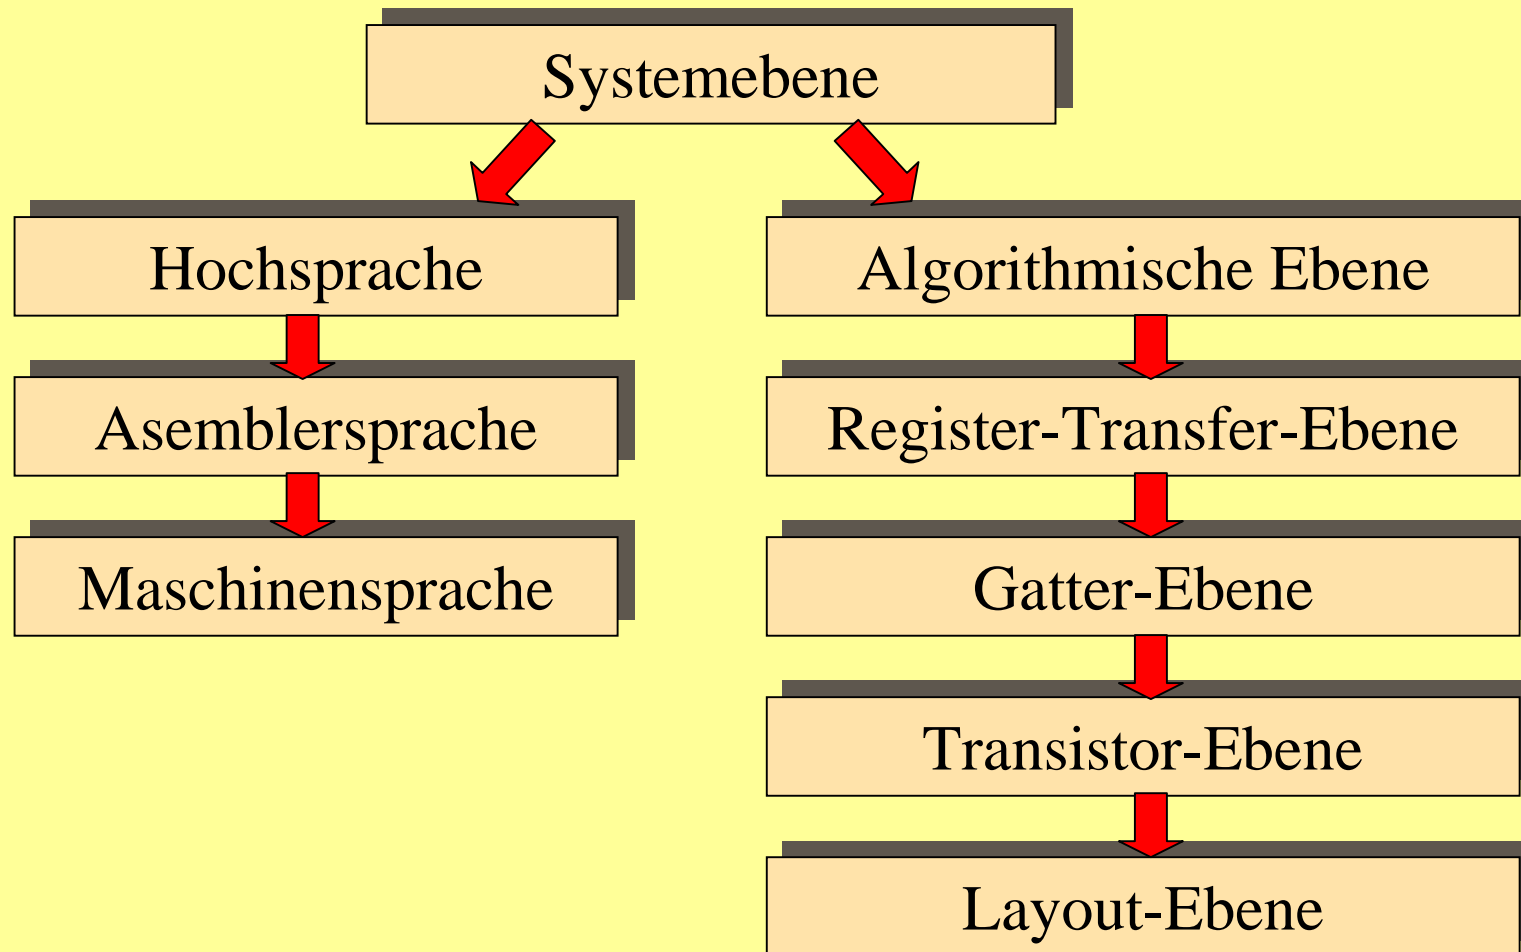 Systemebene
Hochsprache
Asemblersprache
Maschinensprache
Algorithmische Ebene
Register-Transfer-Ebene
Gatter-Ebene
Transistor-Ebene
Layout-Ebene